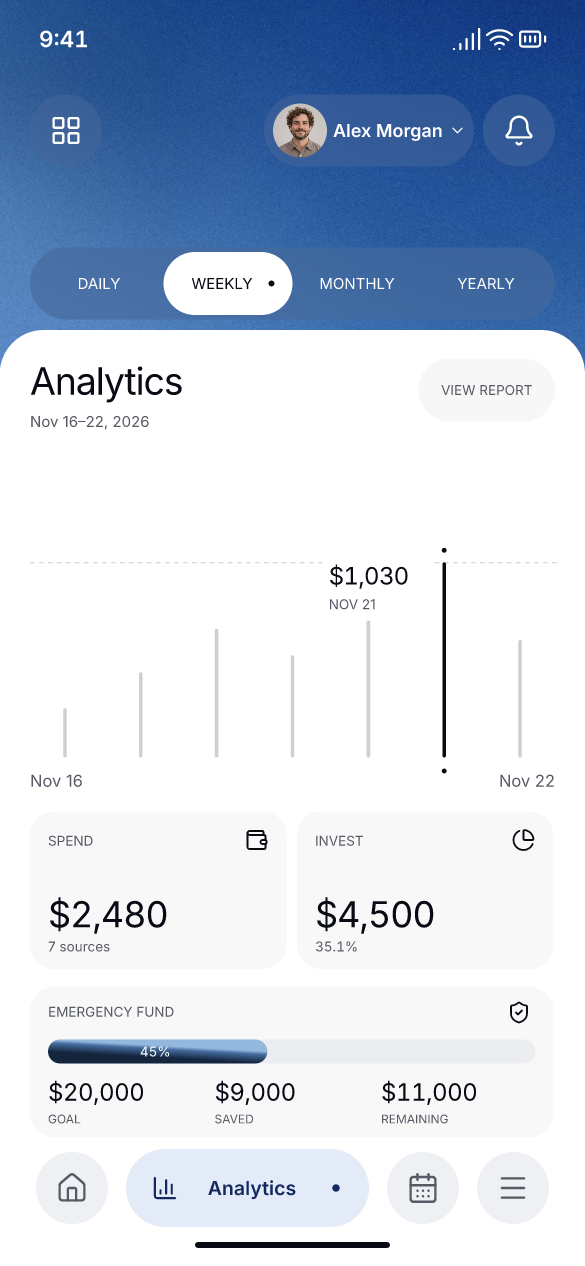 9:41
Alex Morgan
DAILY
WEEKLY
MONTHLY
YEARLY
Analytics
VIEW REPORT
Nov 16–22, 2026
$1,030
NOV 21
Nov 16
Nov 22
SPEND
$2,480
7 sources
INVEST
$4,500
35.1%
EMERGENCY FUND
45%
$20,000
GOAL
$9,000
SAVED
$11,000
REMAINING
Analytics